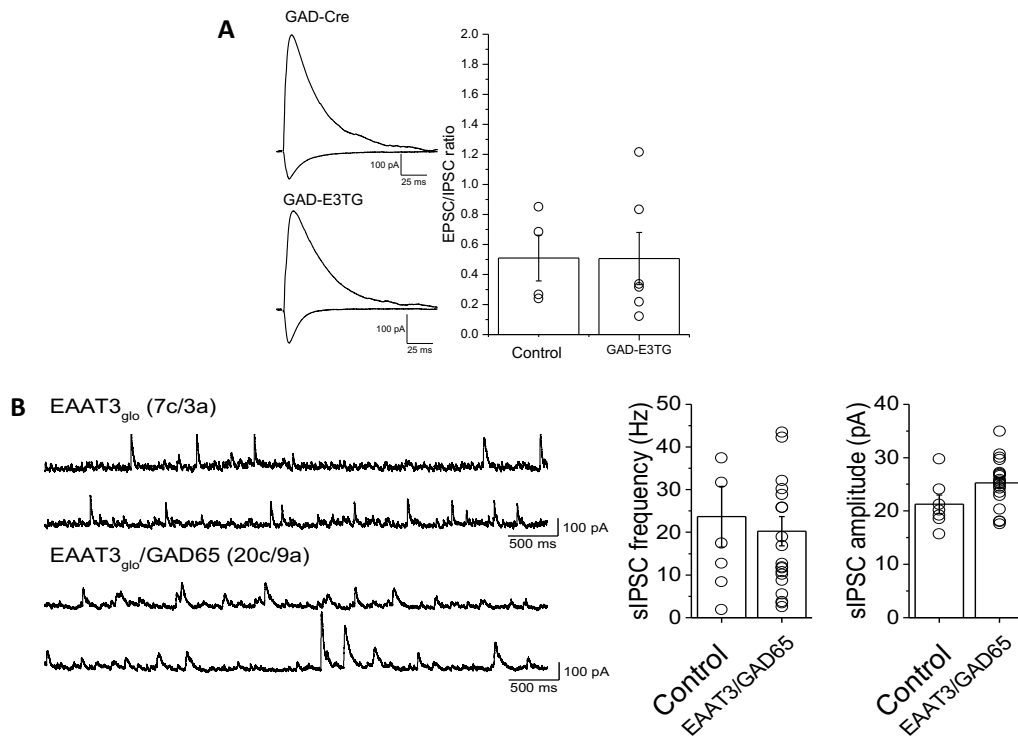 A
GAD-Cre
100 pA
25 ms
GAD-E3TG
100 pA
25 ms
EPSC/IPSC ratio
2.0
1.8
1.6
1.4
1.2
1.0
0.8
0.6
0.4
0.2
0.0
Control
GAD-E3TG
B
EAAT3glo (7c/3a)
100 pA
500 ms
EAAT3glo/GAD65 (20c/9a)
100 pA
500 ms
sIPSC frequency (Hz)
50
40
30
20
10
0
Control
EAAT3/GAD65
sIPSC amplitude (pA)
40
30
20
10
0
Control
EAAT3/GAD65